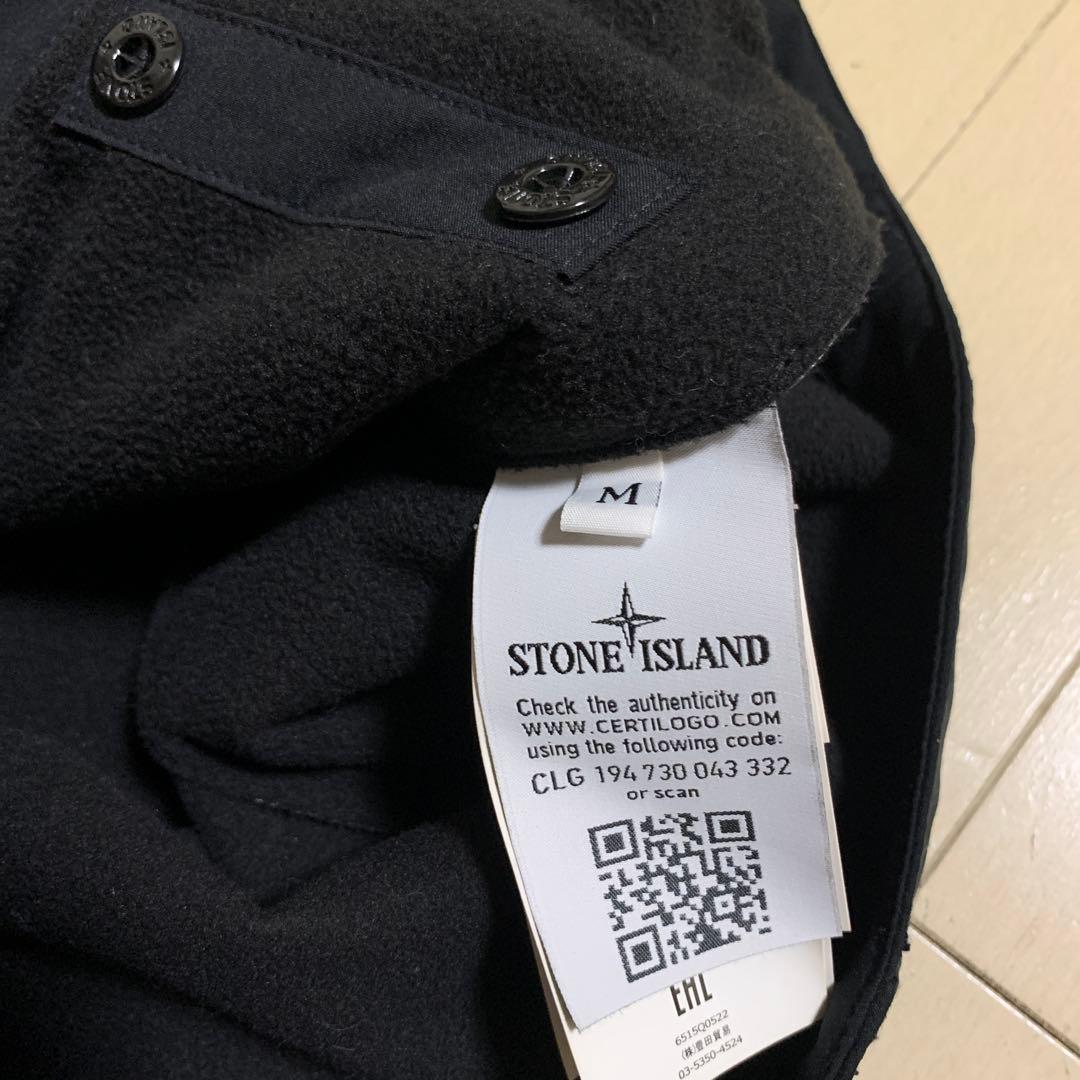 M
STONE ISLAND
Check the authenticity on
WWW.CERTILOGO.COM
using the following code:
CLG 194 730 043 332
or scan
EAC
6515Q0522
(株)豊田貿易
03-5350-4524